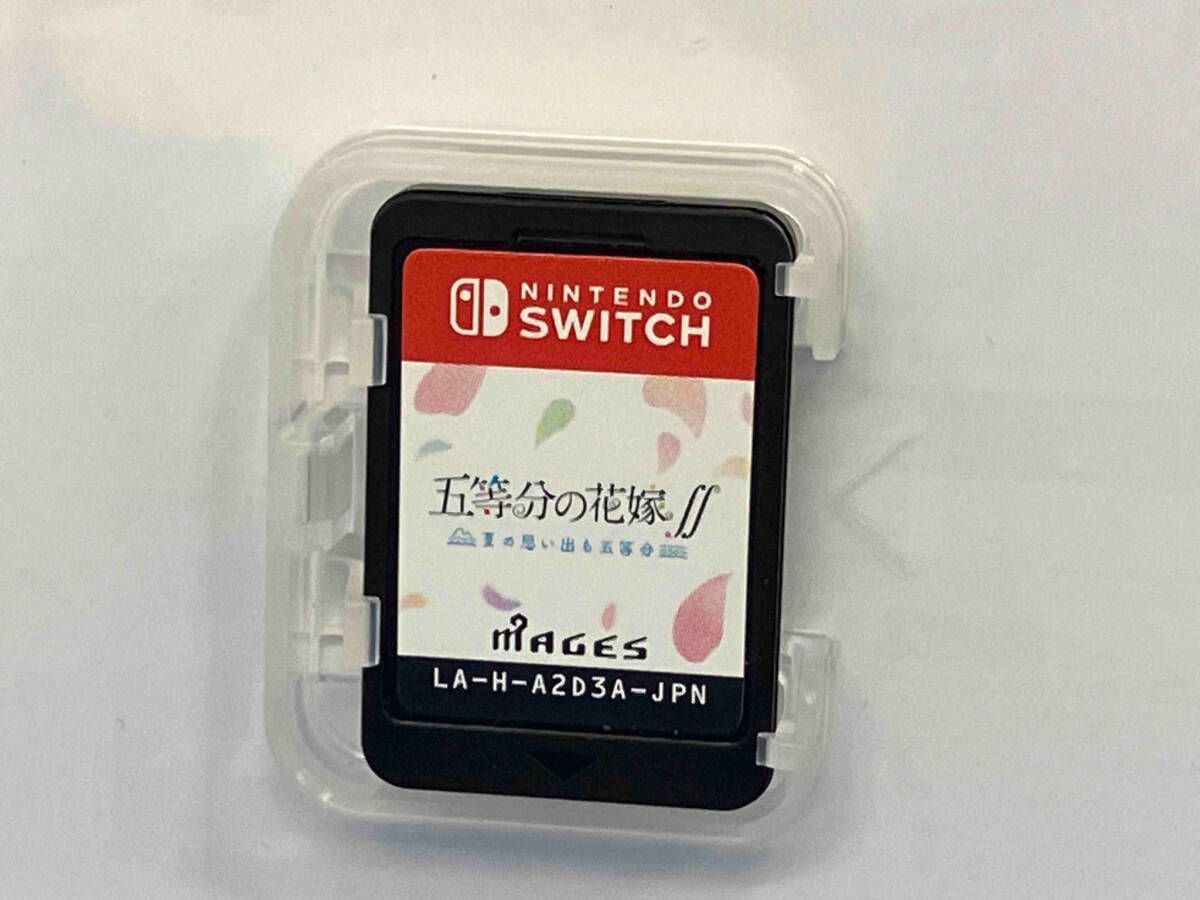 NINTENDO
SWITCH
五等分の花嫁∬
夏の思い出も五等分
MAGES
LA-H-A2D3A-JPN